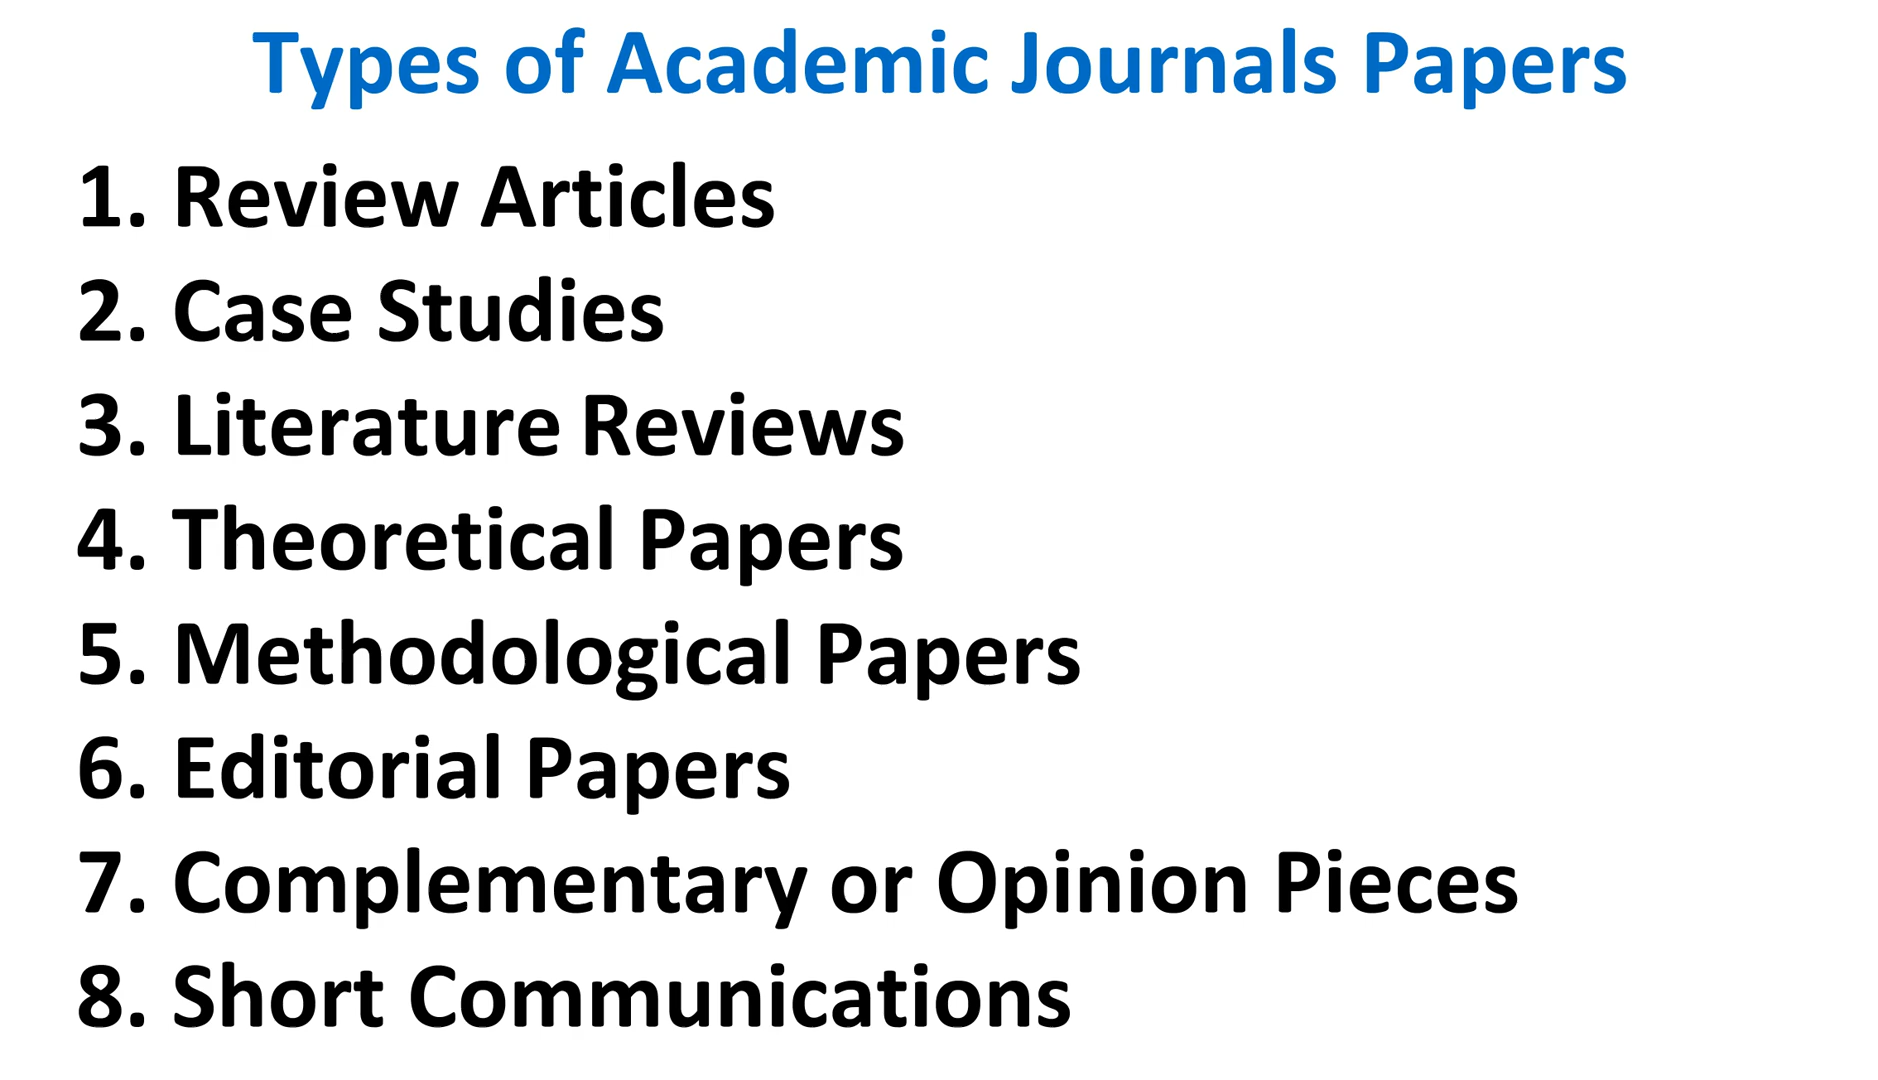 Types of Academic Journals Papers
1. Review Articles
2. Case Studies
3. Literature Reviews
4. Theoretical Papers
5. Methodological Papers
6. Editorial Papers
7. Complementary or Opinion Pieces
8. Short Communications